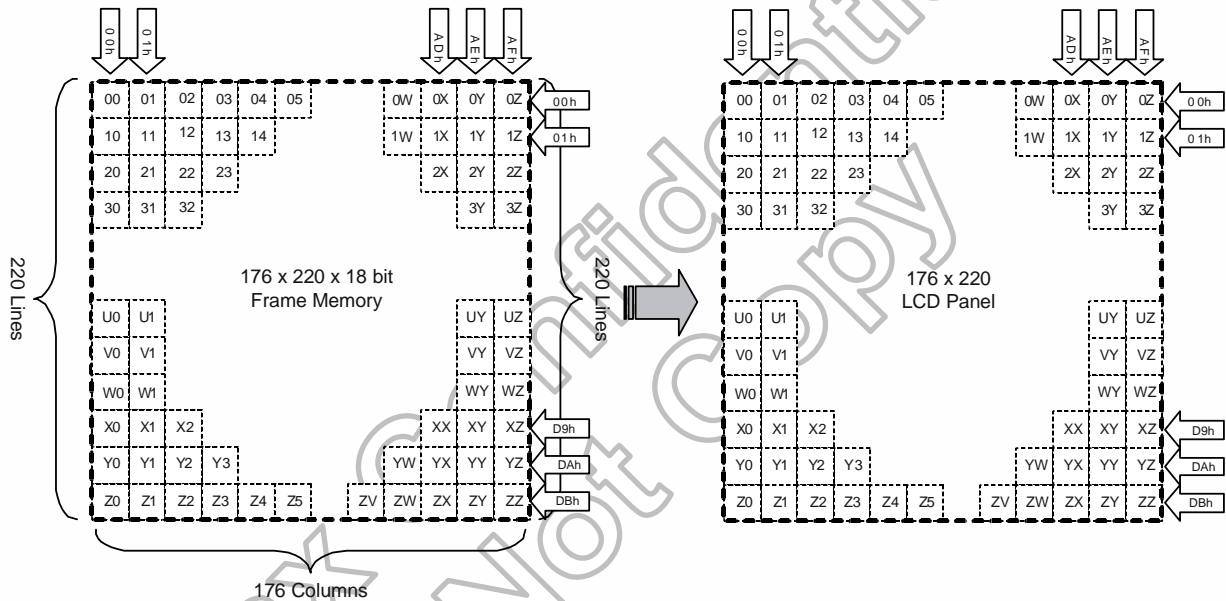 00h 01h ADh AEh AFh 00h 01h ADh AEh AFh
00 01 02 03 04 05 0W 0X 0Y 0Z 00h 00 01 02 03 04 05 0W 0X 0Y 0Z 00h
10 11 12 13 14 1W 1X 1Y 1Z 01h 10 11 12 13 14 1W 1X 1Y 1Z 01h
20 21 22 23 2X 2Y 2Z 20 21 22 23 2X 2Y 2Z
30 31 32 3Y 3Z 30 31 32 3Y 3Z
220 Lines
176 x 220 x 18 bit
Frame Memory
220 Lines
176 x 220
LCD Panel
U0 U1 UY UZ U0 U1 UY UZ
V0 V1 VY VZ V0 V1 VY VZ
W0 W1 WY WZ W0 W1 WY WZ
X0 X1 X2 XX XY XZ D9h X0 X1 X2 XX XY XZ D9h
Y0 Y1 Y2 Y3 YW YX YY YZ DAh Y0 Y1 Y2 Y3 YW YX YY YZ DAh
Z0 Z1 Z2 Z3 Z4 Z5 ZV ZW ZX ZY ZZ DBh Z0 Z1 Z2 Z3 Z4 Z5 ZV ZW ZX ZY ZZ DBh
176 Columns
Confidential
Not Copy